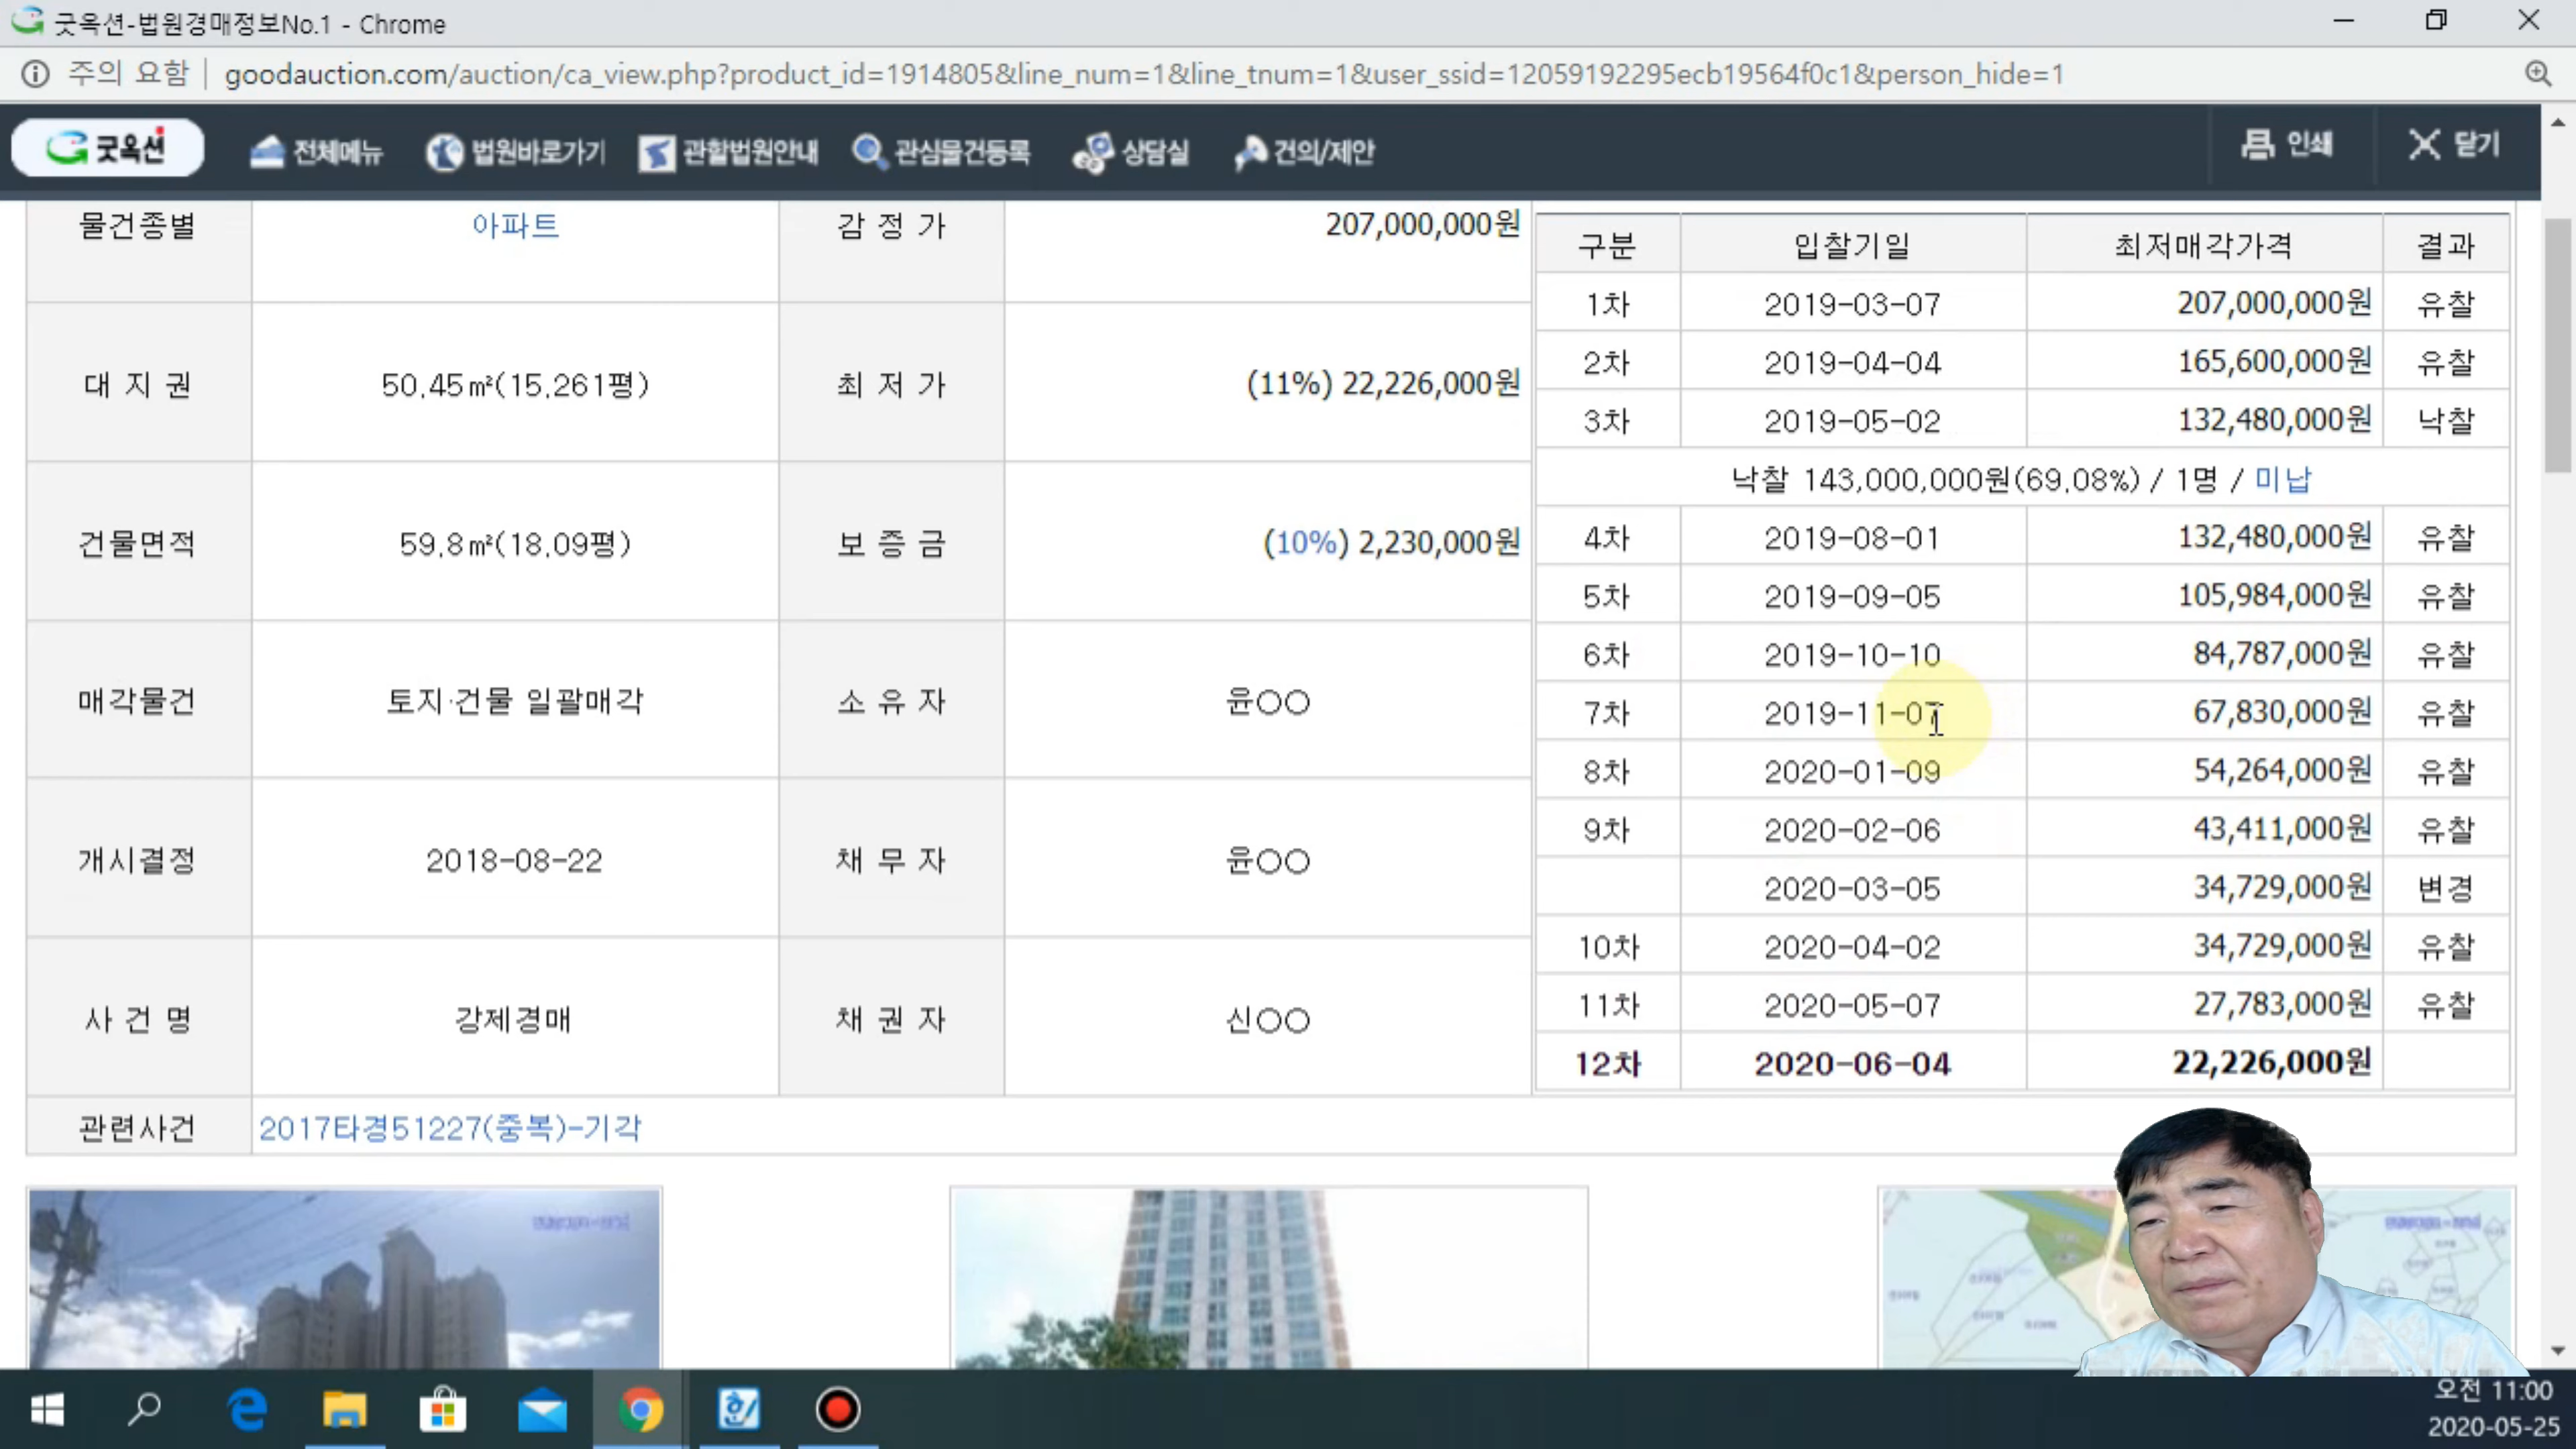 굿옥션-법원경매정보No.1 - Chrome
주의 요함 | goodauction.com/auction/ca_view.php?product_id=1914805&line_num=1&line_tnum=1&user_ssid=12059192295ecb19564f0c1&person_hide=1
굿옥션 전체메뉴 법원바로가기 관할법원안내 관심물건등록 상담실 건의/제안 인쇄 닫기
물건종별 아파트 감 정 가 207,000,000원
대 지 권 50.45㎡(15.261평) 최 저 가 (11%) 22,226,000원
건물면적 59.8㎡(18.09평) 보 증 금 (10%) 2,230,000원
매각물건 토지·건물 일괄매각 소 유 자 윤○○
개시결정 2018-08-22 채 무 자 윤○○
사 건 명 강제경매 채 권 자 신○○
관련사건 2017타경51227(중복)-기각
구분 입찰기일 최저매각가격 결과
1차 2019-03-07 207,000,000원 유찰
2차 2019-04-04 165,600,000원 유찰
3차 2019-05-02 132,480,000원 낙찰
낙찰 143,000,000원(69.08%) / 1명 / 미납
4차 2019-08-01 132,480,000원 유찰
5차 2019-09-05 105,984,000원 유찰
6차 2019-10-10 84,787,000원 유찰
7차 2019-11-07 67,830,000원 유찰
8차 2020-01-09 54,264,000원 유찰
9차 2020-02-06 43,411,000원 유찰
2020-03-05 34,729,000원 변경
10차 2020-04-02 34,729,000원 유찰
11차 2020-05-07 27,783,000원 유찰
12차 2020-06-04 22,226,000원
오전 11:00
2020-05-25